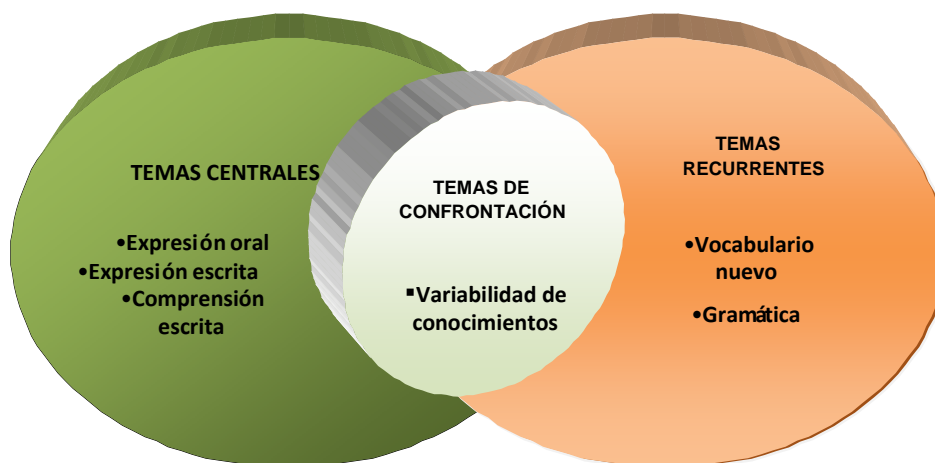 TEMAS CENTRALES
•Expresión oral
•Expresión escrita
•Comprensión
escrita
TEMAS DE
CONFRONTACIÓN
▪Variabilidad de
conocimientos
TEMAS
RECURRENTES
•Vocabulario
nuevo
•Gramática